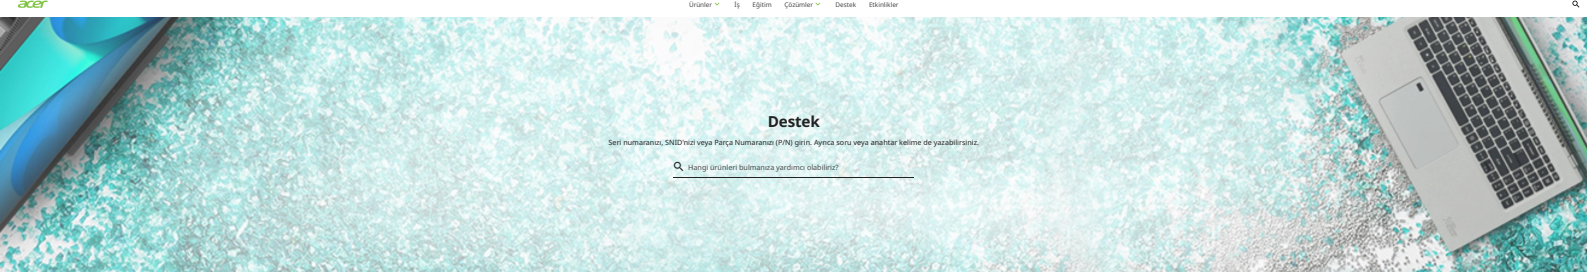 acer
Ürünler İş Eğitim Çözümler Destek Etkinlikler
Destek
Seri numaranızı, SNID'nizi veya Parça Numaranızı (P/N) girin. Ayrıca soru veya anahtar kelime de yazabilirsiniz.
Hangi ürünleri bulmanıza yardımcı olabiliriz?